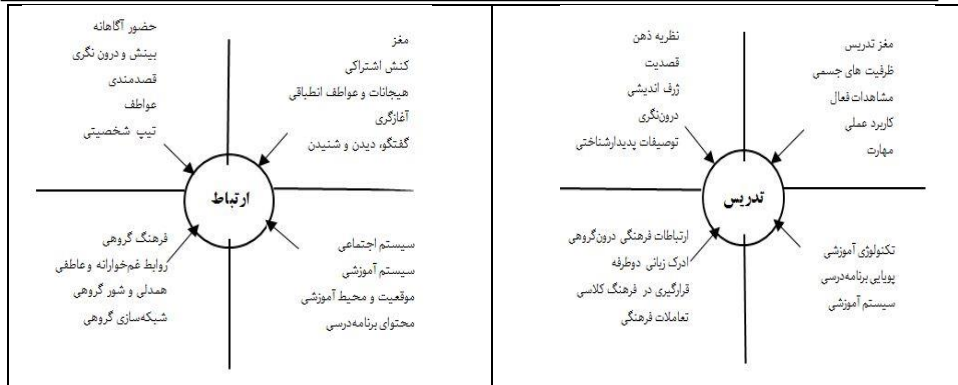 مغز تدریس
ظرفیت های جسمی
مشاهدات فعال
کاربرد عملی
مهارت
نظریه ذهن
قصدیت
ژرف اندیشی
درون‌نگری
توصیفات پدیدارشناختی
تدریس
تکنولوژی آموزشی
پویایی برنامه‌درسی
سیستم آموزشی
ارتباطات فرهنگی درون‌گروهی
ادرک زبانی دوطرفه
قرارگیری در فرهنگ کلاسی
تعاملات فرهنگی
مغز
کنش اشتراکی
هیجانات و عواطف انطباقی
آغازگری
گفتگو، دیدن و شنیدن
حضور آگاهانه
بینش و درون نگری
قصدمندی
عواطف
تیپ شخصیتی
ارتباط
سیستم اجتماعی
سیستم آموزشی
موقعیت و محیط آموزشی
محتوای برنامه‌درسی
فرهنگ گروهی
روابط غم‌خوارانه و عاطفی
همدلی و شور گروهی
شبکه‌سازی گروهی